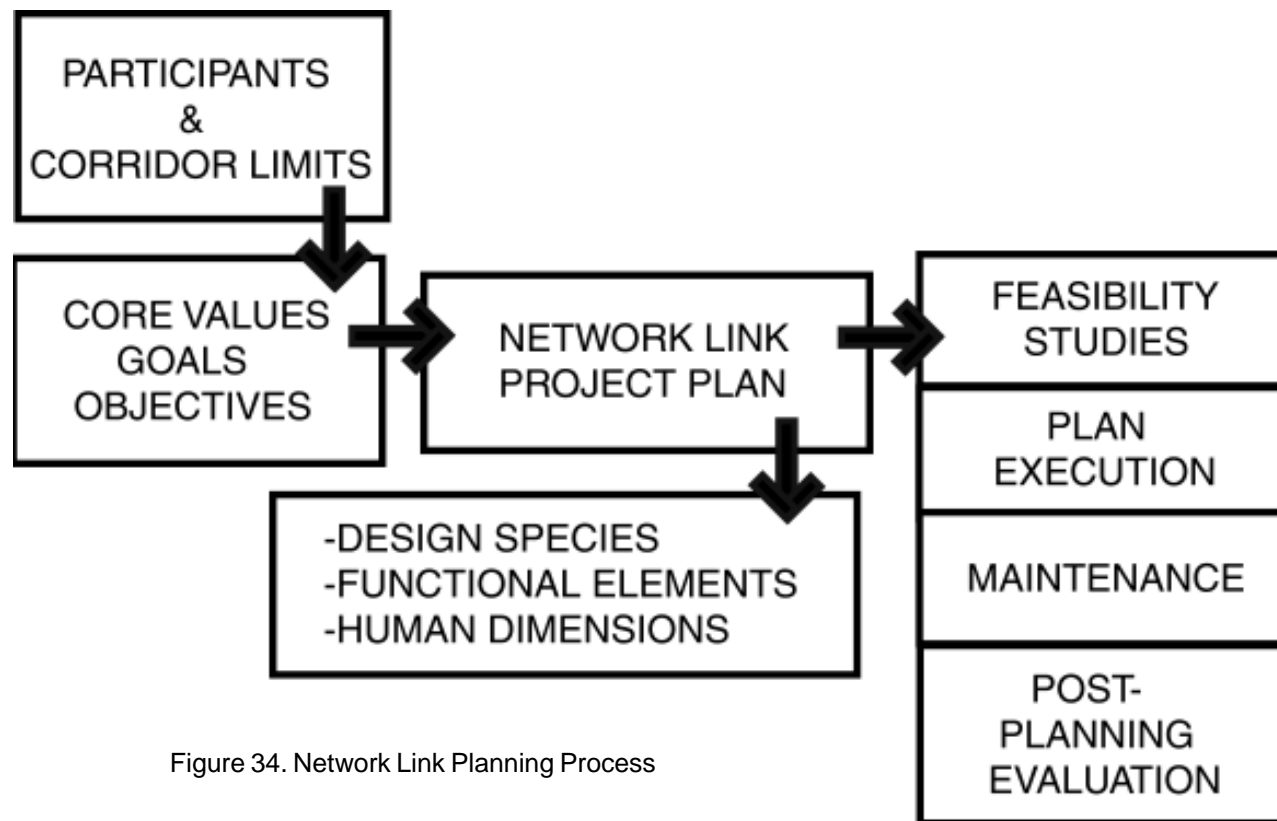 PARTICIPANTS
&
CORRIDOR LIMITS
CORE VALUES
GOALS
OBJECTIVES
NETWORK LINK
PROJECT PLAN
-DESIGN SPECIES
-FUNCTIONAL ELEMENTS
-HUMAN DIMENSIONS
FEASIBILITY
STUDIES
PLAN
EXECUTION
MAINTENANCE
POST-
PLANNING
EVALUATION
Figure 34. Network Link Planning Process